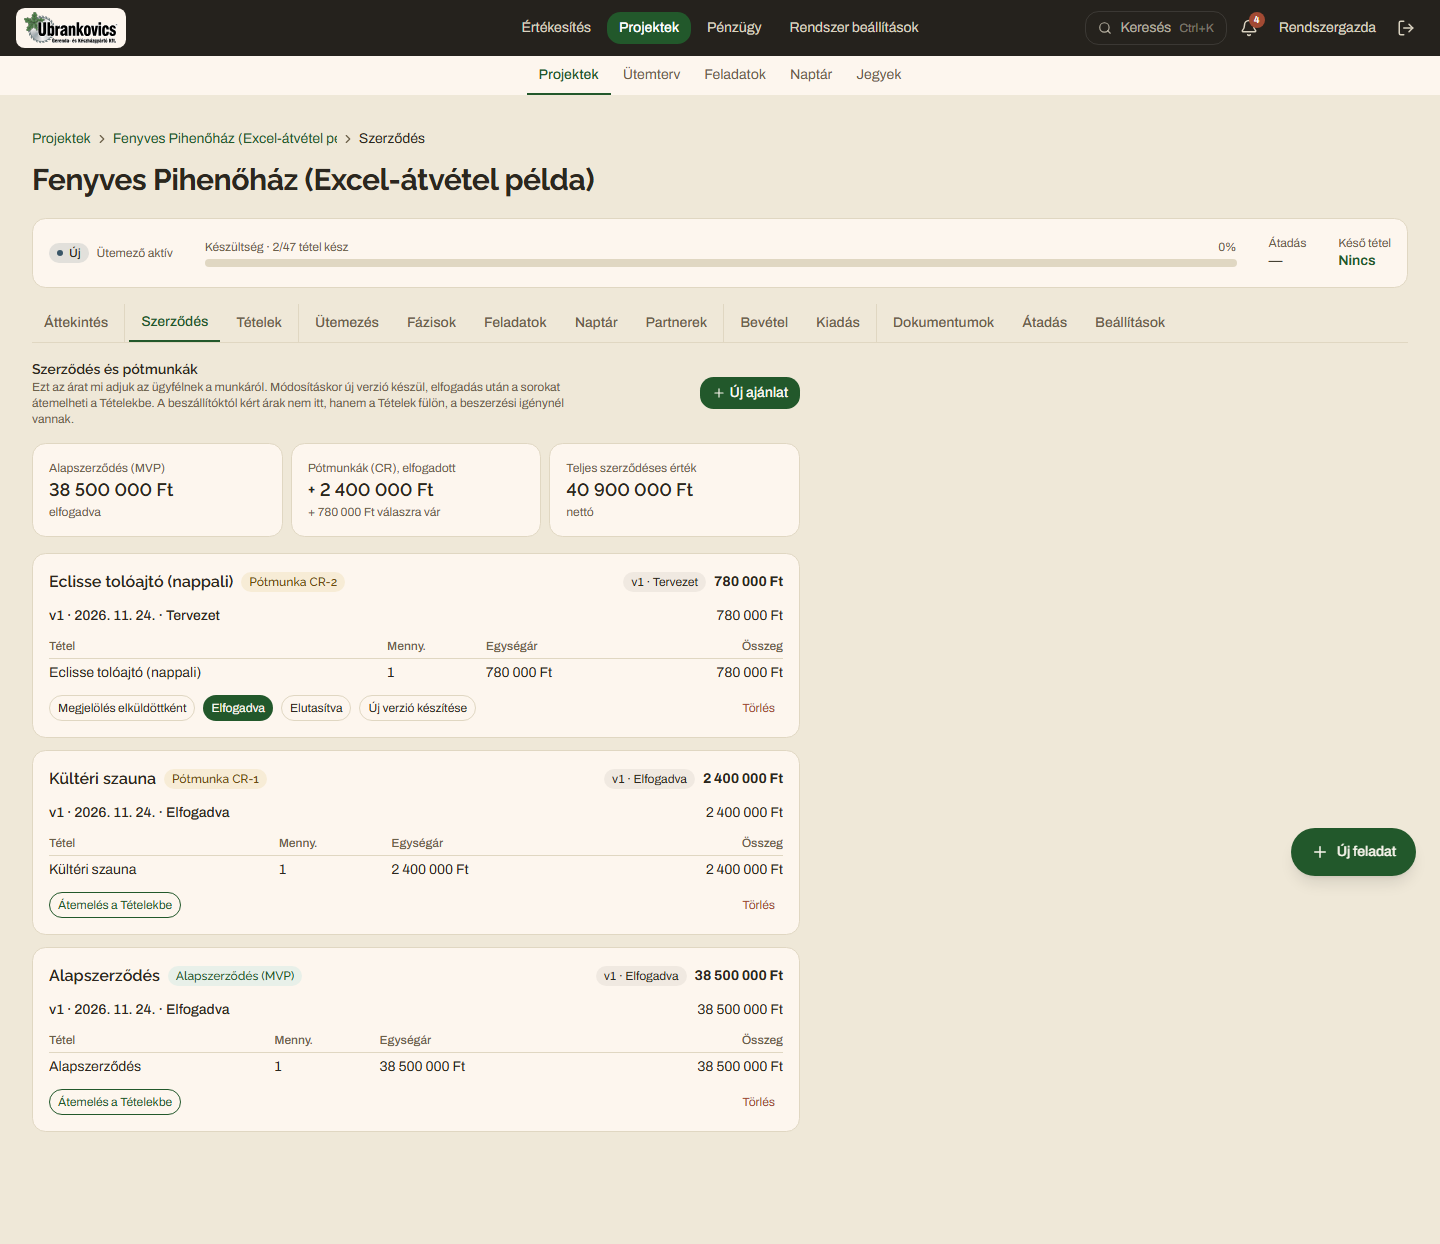 Ubrankovics
Gerenda- és Készházgyártó Kft.
Értékesítés Projektek Pénzügy Rendszer beállítások
Keresés Ctrl+K 4 Rendszergazda
Projektek Ütemterv Feladatok Naptár Jegyek
Projektek > Fenyves Pihenőház (Excel-átvétel pe > Szerződés
Fenyves Pihenőház (Excel-átvétel példa)
Új Ütemező aktív
Készültség · 2/47 tétel kész 0%
Átadás
—
Késő tétel
Nincs
Áttekintés Szerződés Tételek Ütemezés Fázisok Feladatok Naptár Partnerek Bevétel Kiadás Dokumentumok Átadás Beállítások
Szerződés és pótmunkák
Ezt az árat mi adjuk az ügyfélnek a munkáról. Módosításkor új verzió készül, elfogadás után a sorokat
átemelheti a Tételekbe. A beszállítóktól kért árak nem itt, hanem a Tételek fülön, a beszerzési igénynél
vannak.
+ Új ajánlat
Alapszerződés (MVP)
38 500 000 Ft
elfogadva
Pótmunkák (CR), elfogadott
+ 2 400 000 Ft
+ 780 000 Ft válaszra vár
Teljes szerződéses érték
40 900 000 Ft
nettó
Eclisse tolóajtó (nappali) Pótmunka CR-2 v1 · Tervezet 780 000 Ft
v1 · 2026. 11. 24. · Tervezet 780 000 Ft
Tétel Menny. Egységár Összeg
Eclisse tolóajtó (nappali) 1 780 000 Ft 780 000 Ft
Megjelölés elküldöttként Elfogadva Elutasítva Új verzió készítése Törlés
Kültéri szauna Pótmunka CR-1 v1 · Elfogadva 2 400 000 Ft
v1 · 2026. 11. 24. · Elfogadva 2 400 000 Ft
Tétel Menny. Egységár Összeg
Kültéri szauna 1 2 400 000 Ft 2 400 000 Ft
Átemelés a Tételekbe Törlés
+ Új feladat
Alapszerződés Alapszerződés (MVP) v1 · Elfogadva 38 500 000 Ft
v1 · 2026. 11. 24. · Elfogadva 38 500 000 Ft
Tétel Menny. Egységár Összeg
Alapszerződés 1 38 500 000 Ft 38 500 000 Ft
Átemelés a Tételekbe Törlés